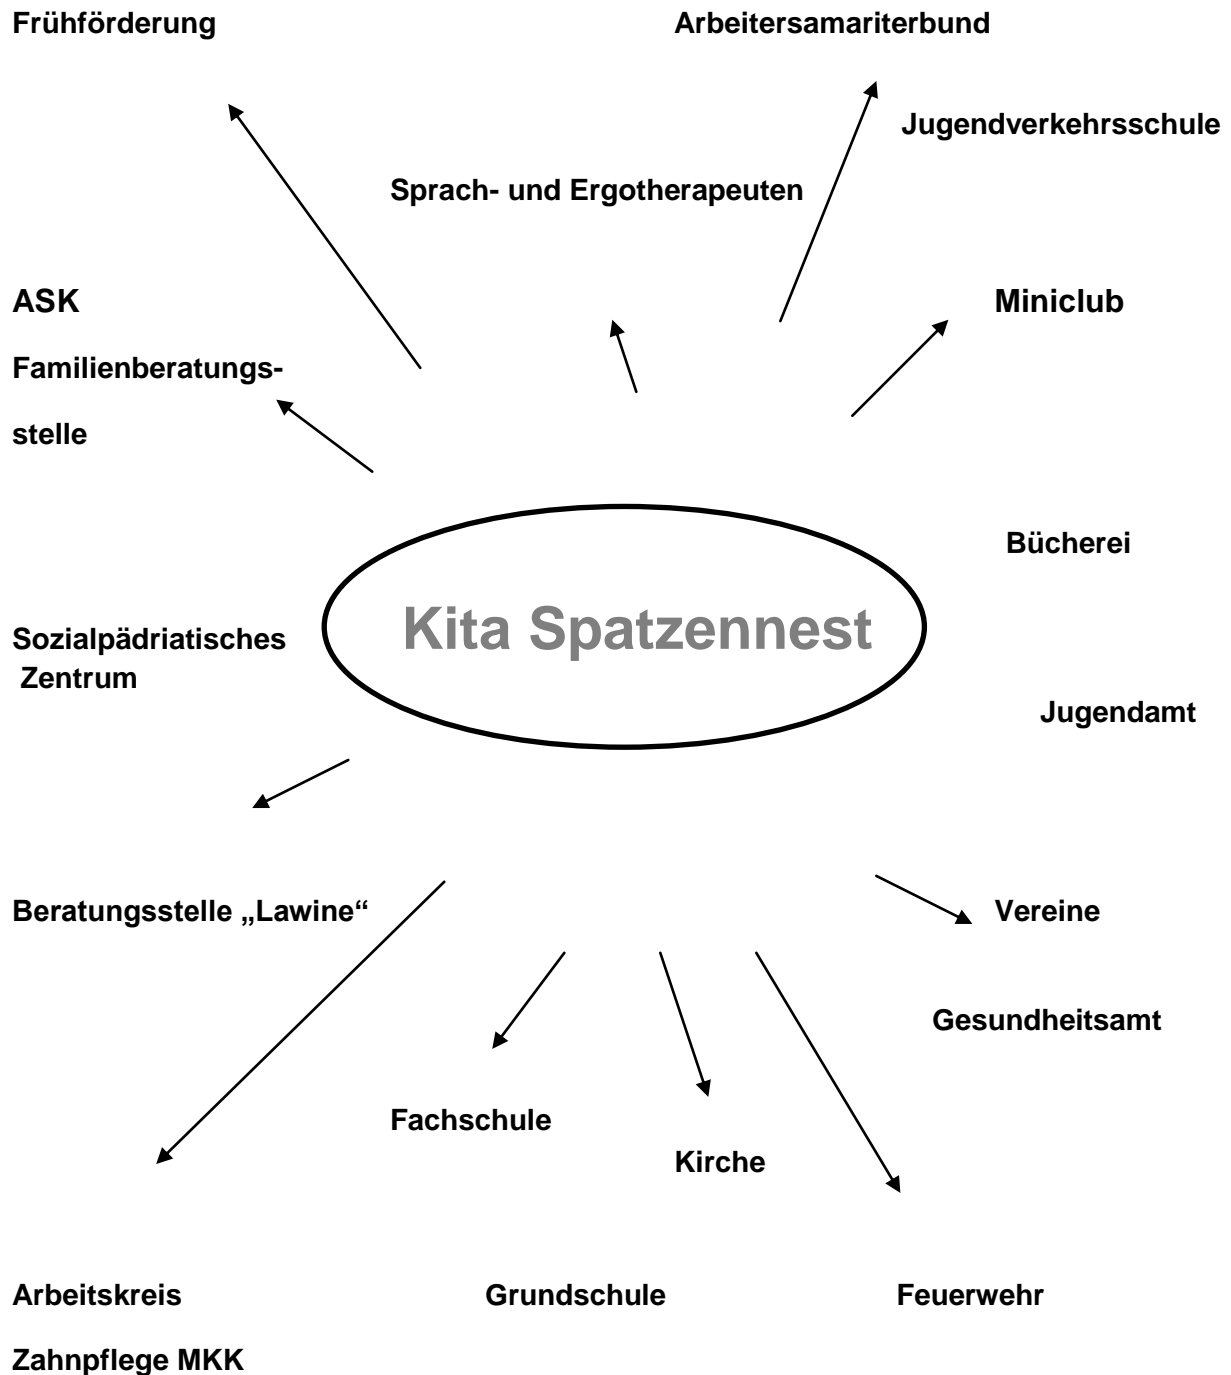 Frühförderung
Arbeitersamariterbund
Jugendverkehrsschule
Sprach- und Ergotherapeuten
ASK
Miniclub
Familienberatungs-
stelle
Bücherei
Kita Spatzennest
Sozialpädriatisches
Zentrum
Jugendamt
Beratungsstelle „Lawine“
Vereine
Gesundheitsamt
Fachschule
Kirche
Arbeitskreis
Grundschule
Feuerwehr
Zahnpflege MKK